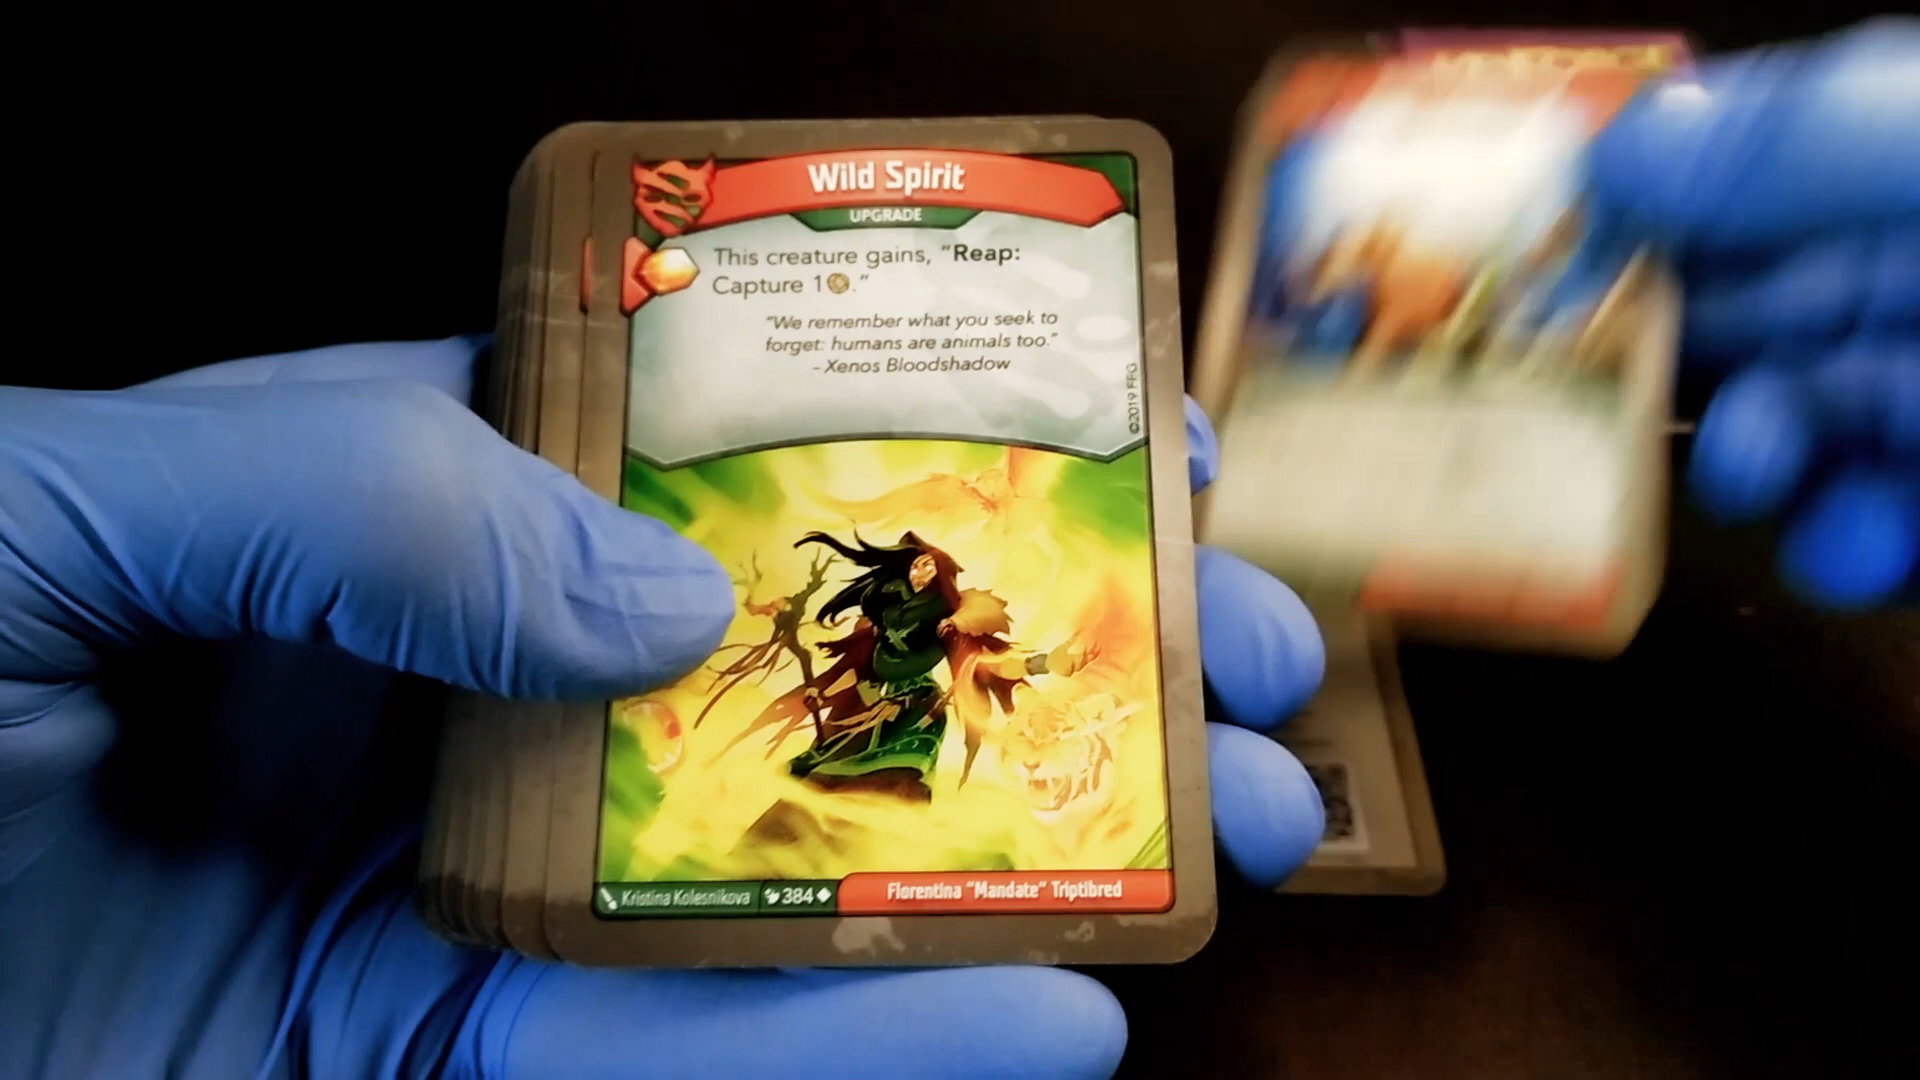 Wild Spirit
UPGRADE
This creature gains, “Reap:
Capture 1.”
“We remember what you seek to
forget: humans are animals too.”
– Xenos Bloodshadow
©2019 FFG
Kristina Kolesnikova
384
Florentina “Mandate” Triptibred